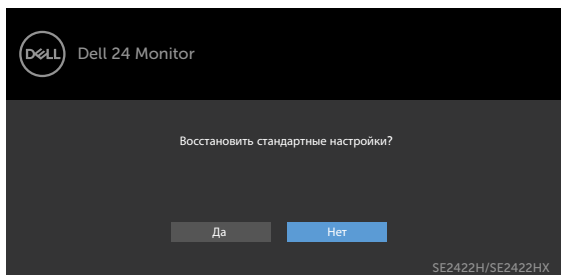 DELL Dell 24 Monitor
Восстановить стандартные настройки?
Да Нет
SE2422H/SE2422HX